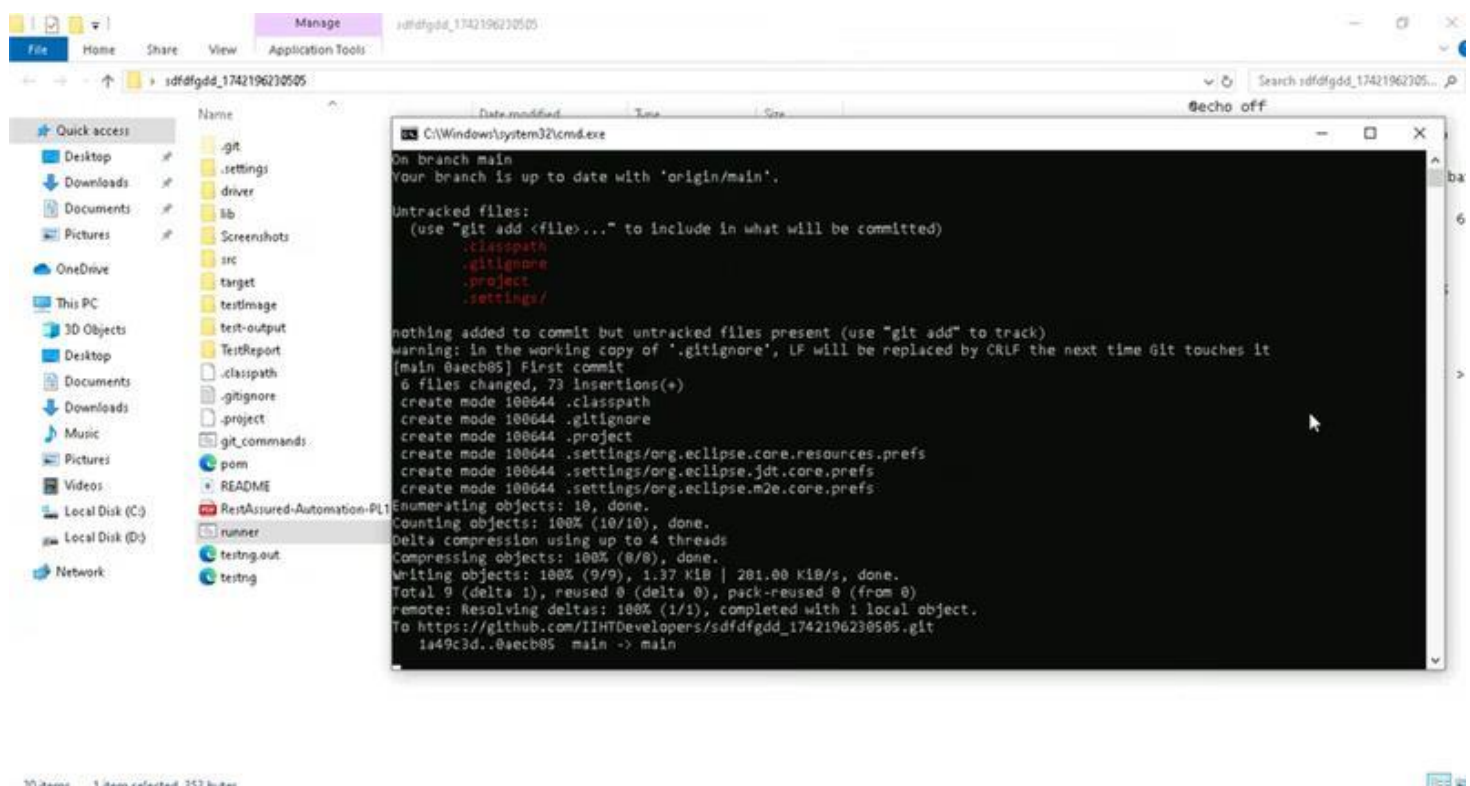 Manage
sdfdfgdd_1742196230505
File
Home
Share
View
Application Tools
sdfdfgdd_1742196230505
Search sdfdfgdd_17421962305...
@echo off
Name
Date modified
Type
Size
Quick access
Desktop
Downloads
Documents
Pictures
OneDrive
This PC
3D Objects
Desktop
Documents
Downloads
Music
Pictures
Videos
Local Disk (C:)
Local Disk (D:)
Network
.git
.settings
driver
lib
Screenshots
src
target
testImage
test-output
TestReport
.classpath
.gitignore
.project
git_commands
pom
README
RestAssured-Automation-PL1
runner
testng.out
testng
C:\Windows\system32\cmd.exe
On branch main
Your branch is up to date with 'origin/main'.
Untracked files:
(use "git add <file>..." to include in what will be committed)
.classpath
.gitignore
.project
.settings/
nothing added to commit but untracked files present (use "git add" to track)
warning: in the working copy of '.gitignore', LF will be replaced by CRLF the next time Git touches it
[main 0aecb85] First commit
6 files changed, 73 insertions(+)
create mode 100644 .classpath
create mode 100644 .gitignore
create mode 100644 .project
create mode 100644 .settings/org.eclipse.core.resources.prefs
create mode 100644 .settings/org.eclipse.jdt.core.prefs
create mode 100644 .settings/org.eclipse.m2e.core.prefs
Enumerating objects: 10, done.
Counting objects: 100% (10/10), done.
Delta compression using up to 4 threads
Compressing objects: 100% (8/8), done.
Writing objects: 100% (9/9), 1.37 KiB | 281.00 KiB/s, done.
Total 9 (delta 1), reused 0 (delta 0), pack-reused 0 (from 0)
remote: Resolving deltas: 100% (1/1), completed with 1 local object.
To https://github.com/IIHTDevelopers/sdfdfgdd_1742196230505.git
1a49c3d..0aecb85 main -> main
ba
6
>
20 items
1 item selected